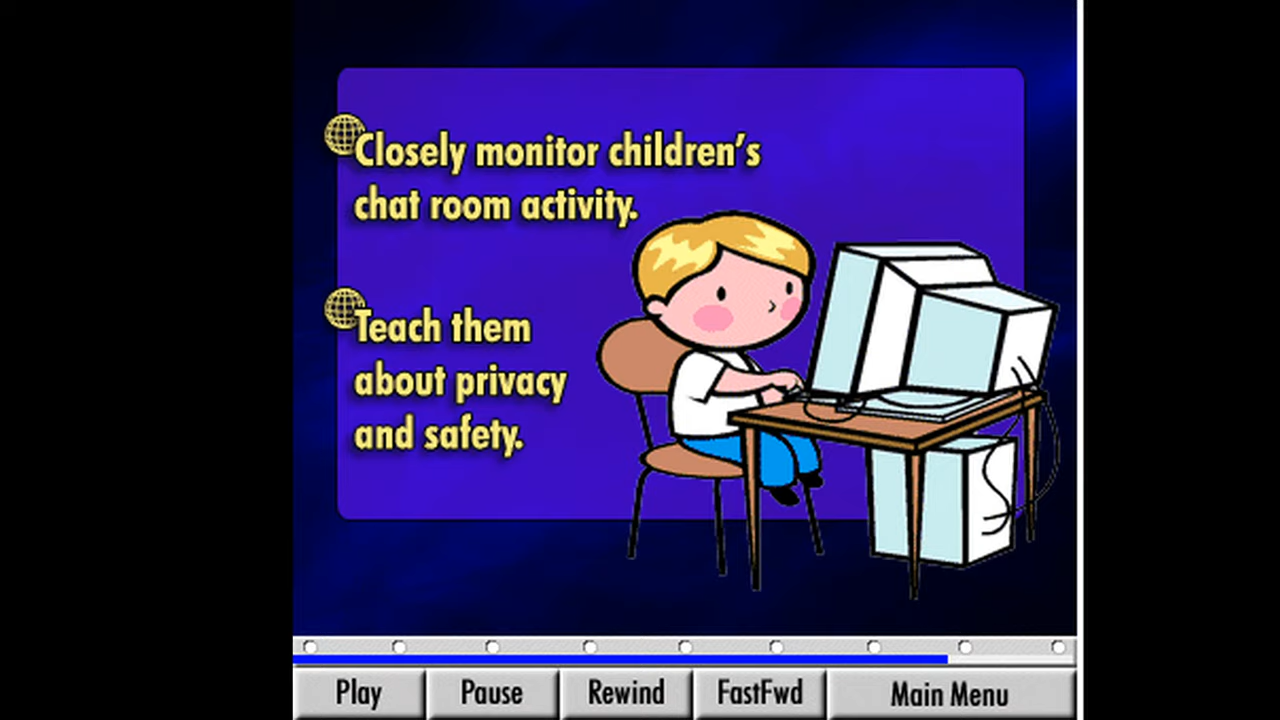 Closely monitor children's
chat room activity.
Teach them
about privacy
and safety.
Play
Pause
Rewind
FastFwd
Main Menu